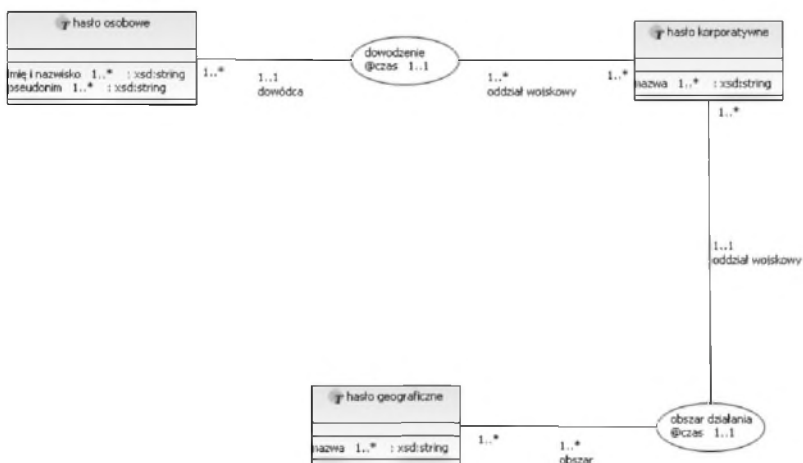 hasło osobowe
imię i nazwisko 1..* : xsd:string
pseudonim 1..* : xsd:string
1..*
1..1
dowódca
dowodzenie
@czas 1..1
1..*
oddział wojskowy
1..*
hasło korporatywne
nazwa 1..* : xsd:string
1..*
1..1
oddział wojskowy
hasło geograficzne
nazwa 1..* : xsd:string
1..*
1..*
obszar
obszar działania
@czas 1..1